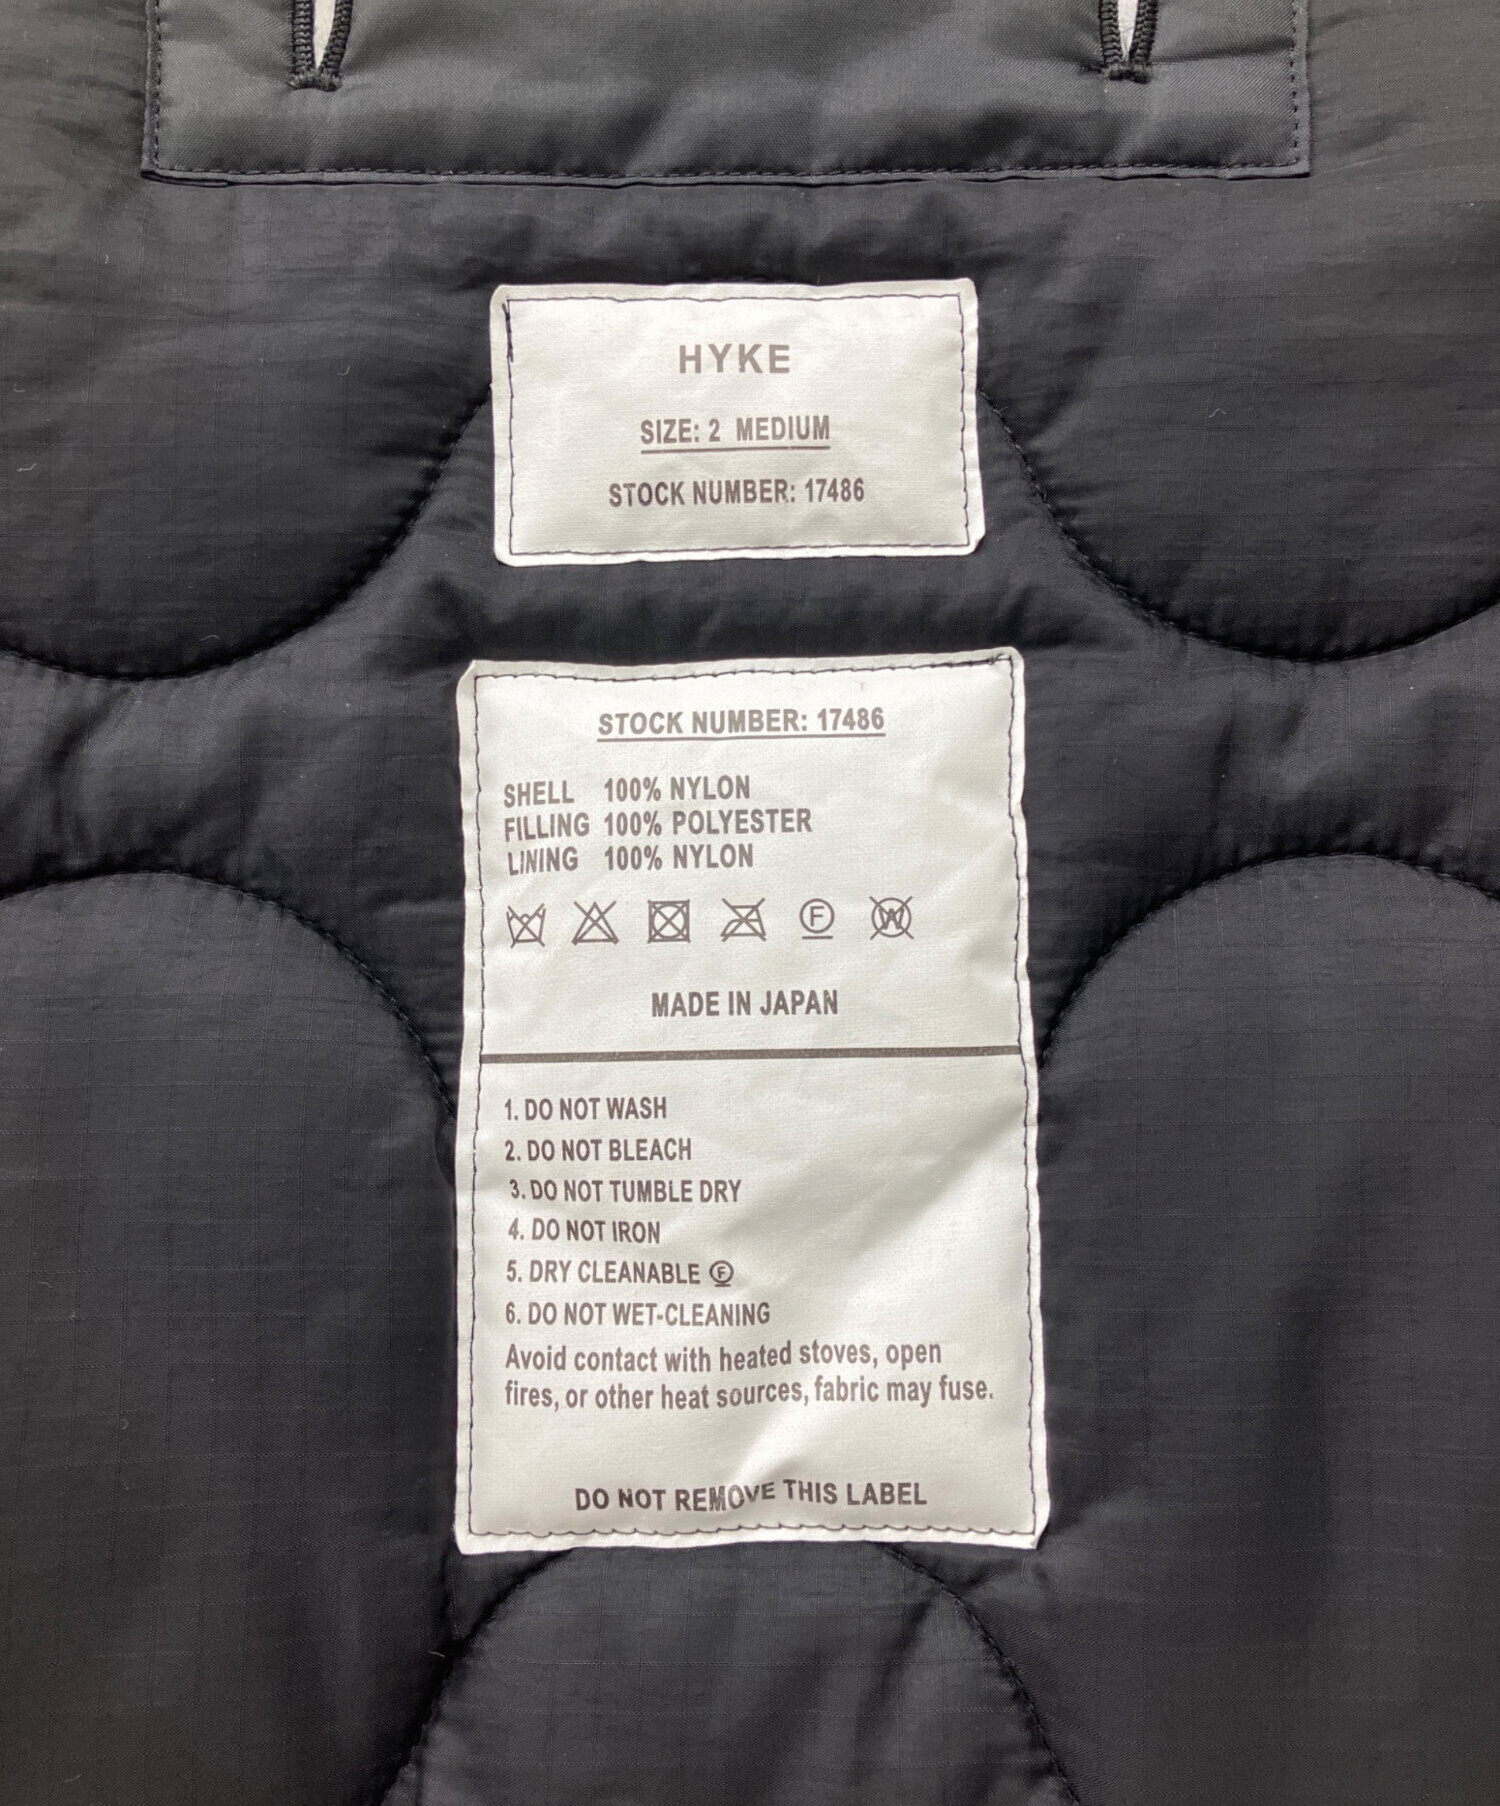 HYKE
SIZE: 2 MEDIUM
STOCK NUMBER: 17486
STOCK NUMBER: 17486
SHELL 100% NYLON
FILLING 100% POLYESTER
LINING 100% NYLON
F W
MADE IN JAPAN
1. DO NOT WASH
2. DO NOT BLEACH
3. DO NOT TUMBLE DRY
4. DO NOT IRON
5. DRY CLEANABLE Ⓕ
6. DO NOT WET-CLEANING
Avoid contact with heated stoves, open
fires, or other heat sources, fabric may fuse.
DO NOT REMOVE THIS LABEL